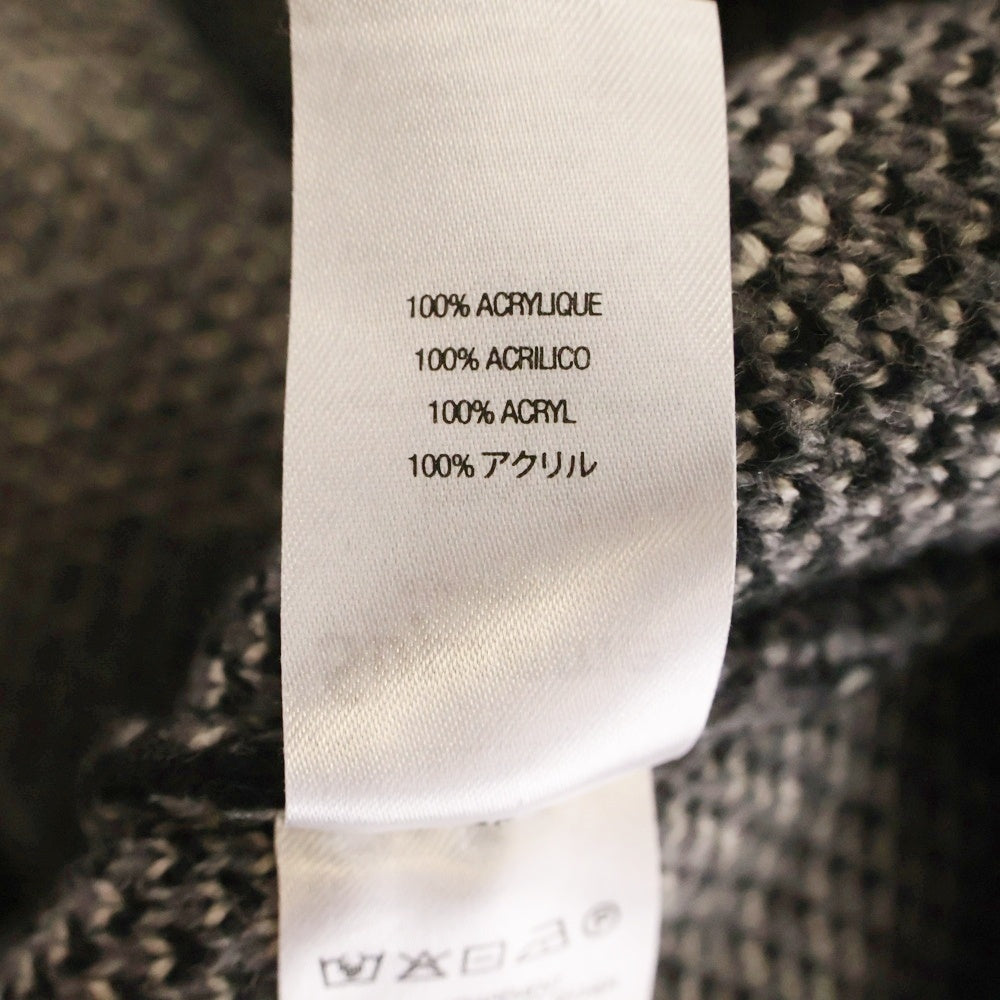 100% ACRYLIQUE
100% ACRILICO
100% ACRYL
100% アクリル
P